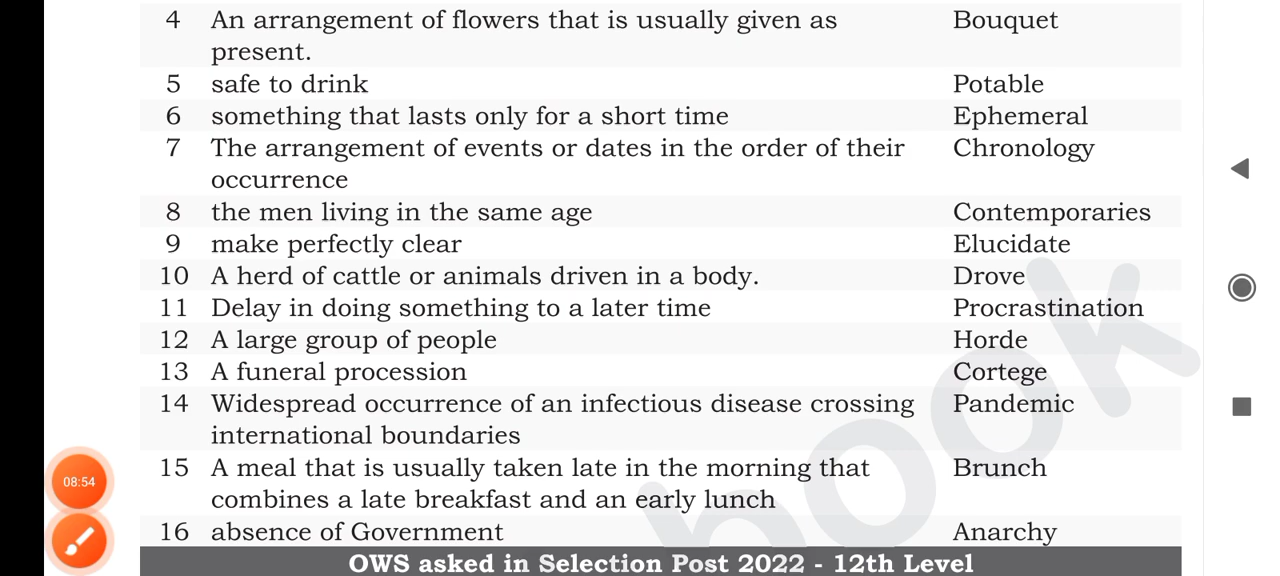 4 An arrangement of flowers that is usually given as Bouquet
present.
5 safe to drink Potable
6 something that lasts only for a short time Ephemeral
7 The arrangement of events or dates in the order of their Chronology
occurrence
8 the men living in the same age Contemporaries
9 make perfectly clear Elucidate
10 A herd of cattle or animals driven in a body. Drove
11 Delay in doing something to a later time Procrastination
12 A large group of people Horde
13 A funeral procession Cortege
14 Widespread occurrence of an infectious disease crossing Pandemic
international boundaries
15 A meal that is usually taken late in the morning that Brunch
combines a late breakfast and an early lunch
16 absence of Government Anarchy
OWS asked in Selection Post 2022 - 12th Level
08:54
book